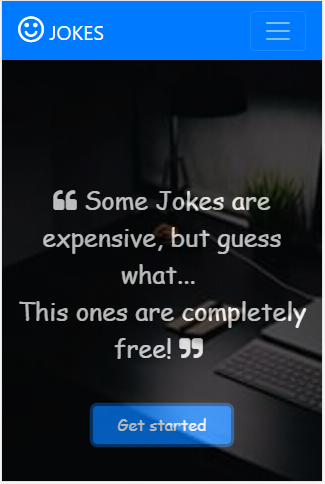 JOKES
Some Jokes are
expensive, but guess
what...
This ones are completely
free!
Get started